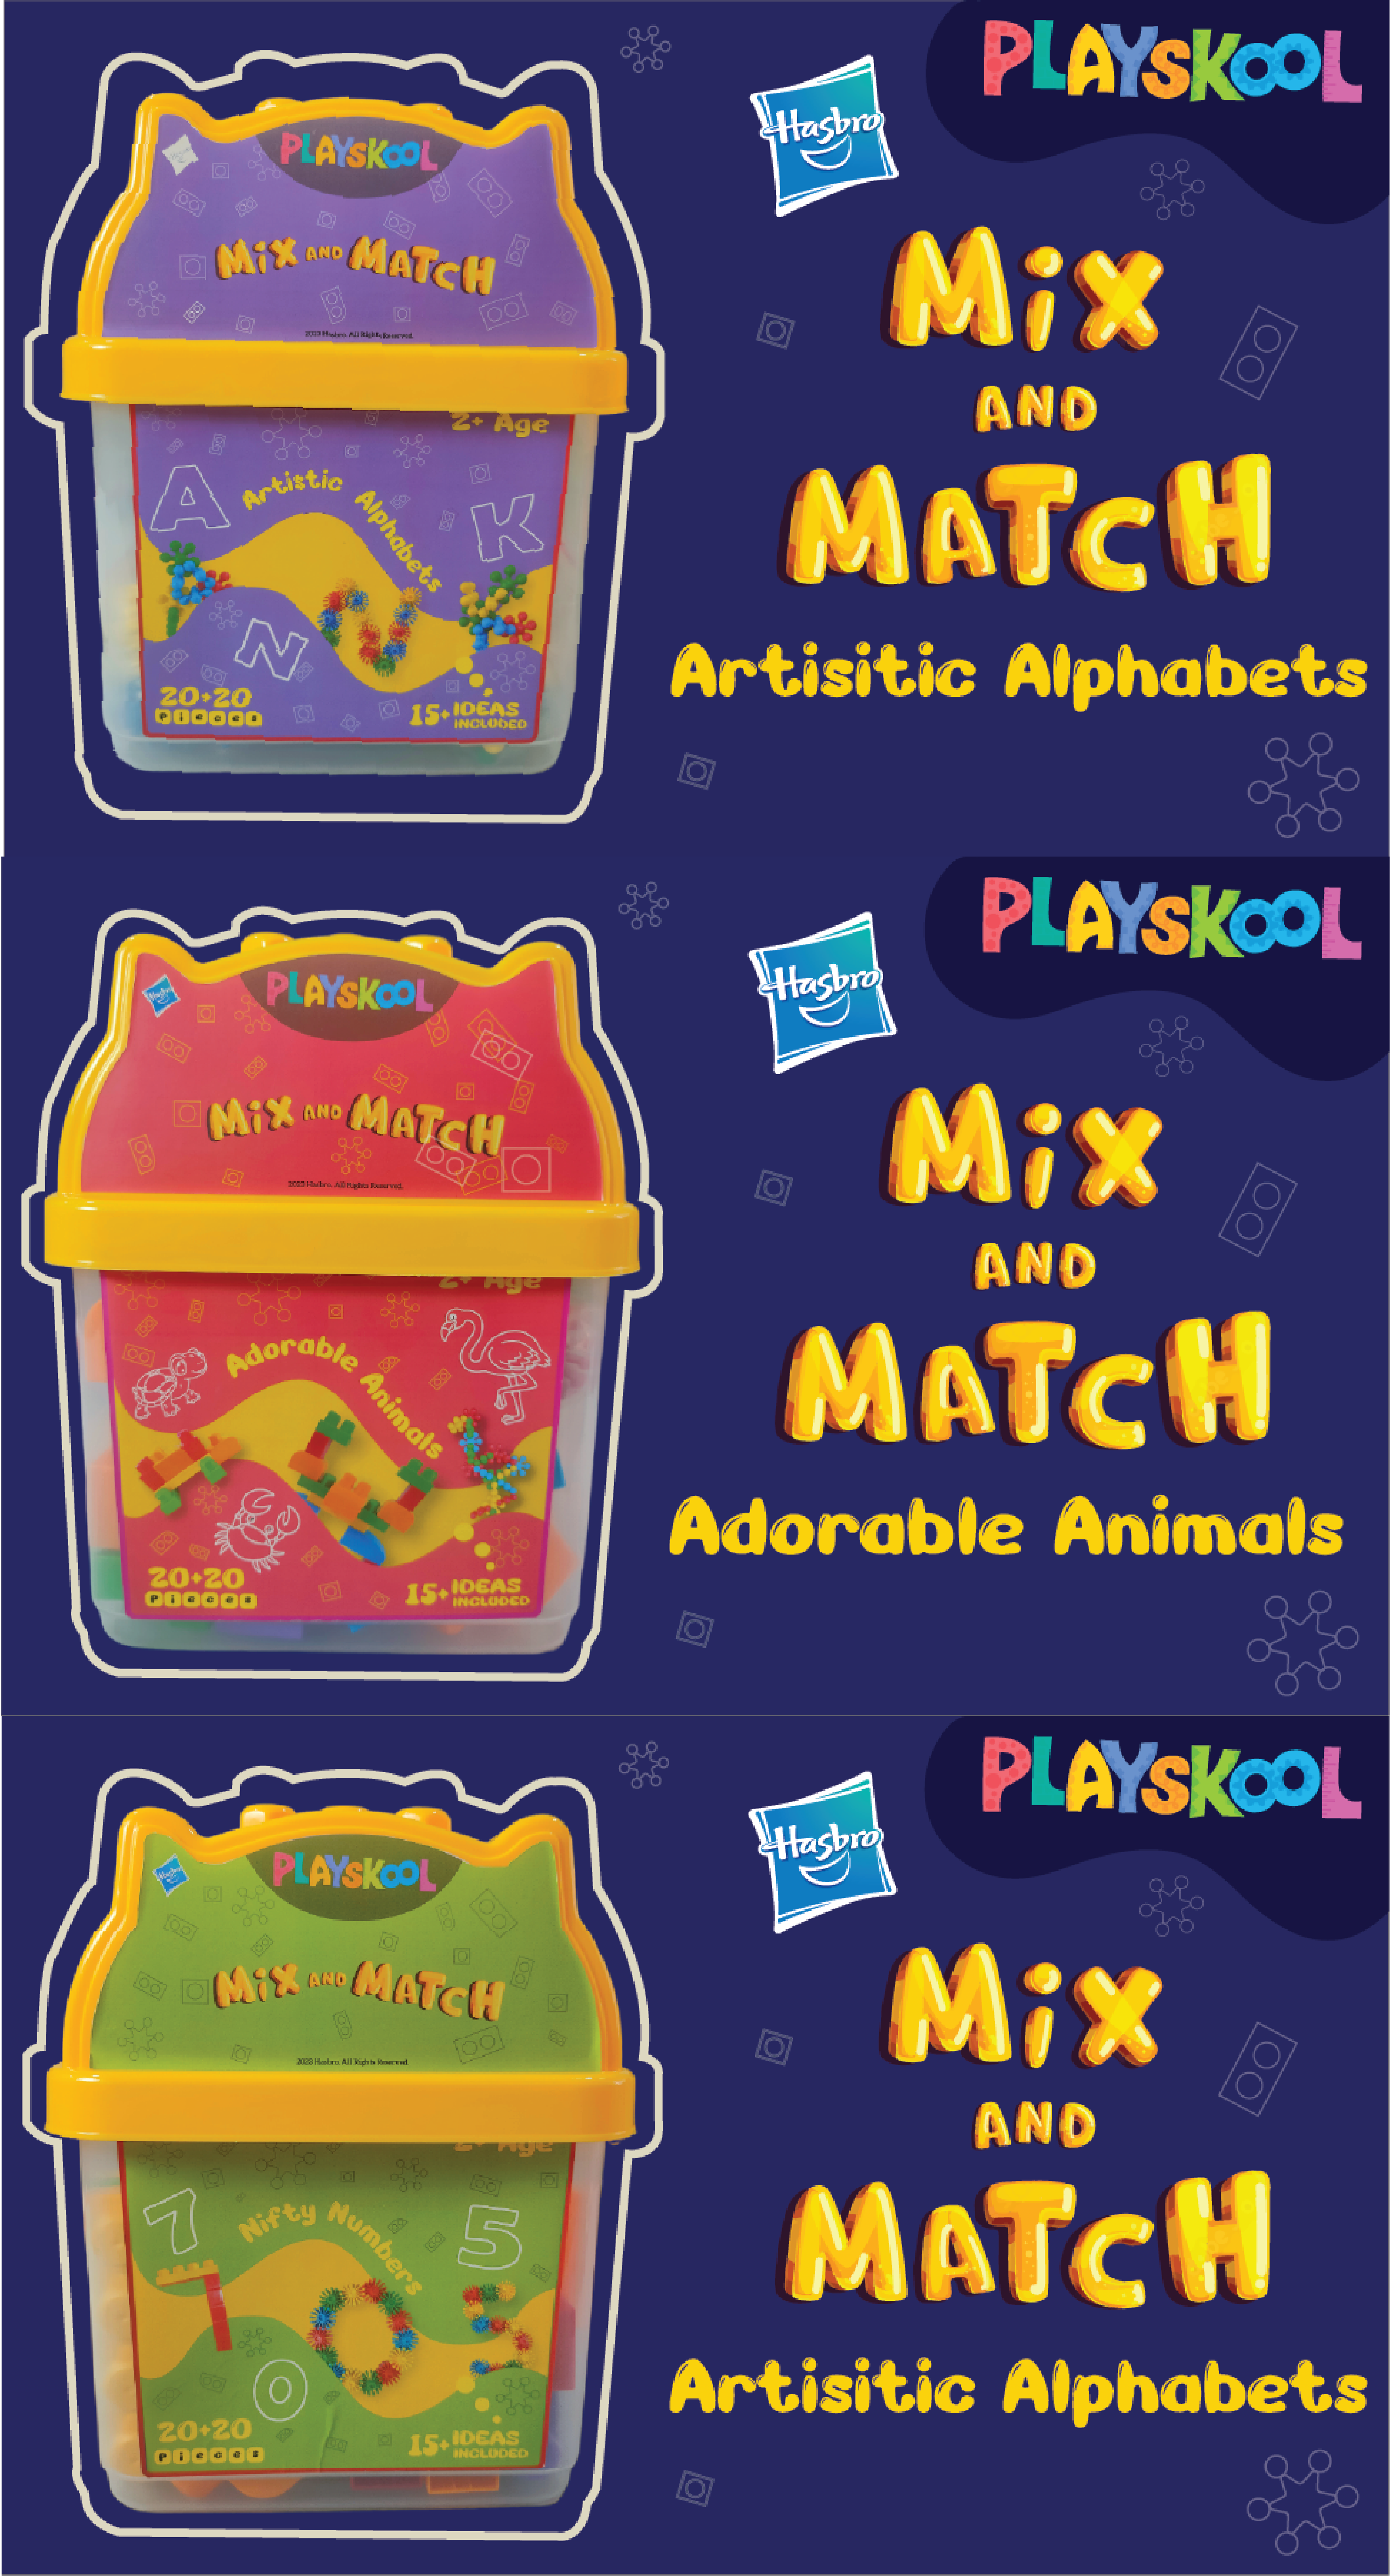 PLAYSKOOL
Mix AND MATCH
2023 Hasbro. All Rights Reserved.
2+ Age
Artistic Alphabets
A
K
N
20+20
Pieces
15+ IDEAS
INCLUDED
PLAYSKOOL
Hasbro
Mix
AND
MATCH
Artisitic Alphabets
Hasbro
PLAYSKOOL
Mix AND MATCH
2023 Hasbro. All Rights Reserved.
2+ Age
Adorable Animals
20+20
Pieces
15+ IDEAS
INCLUDED
PLAYSKOOL
Hasbro
Mix
AND
MATCH
Adorable Animals
Hasbro
PLAYSKOOL
Mix AND MATCH
2023 Hasbro. All Rights Reserved.
2+ Age
Nifty Numbers
7
5
0
20+20
Pieces
15+ IDEAS
INCLUDED
PLAYSKOOL
Hasbro
Mix
AND
MATCH
Artisitic Alphabets